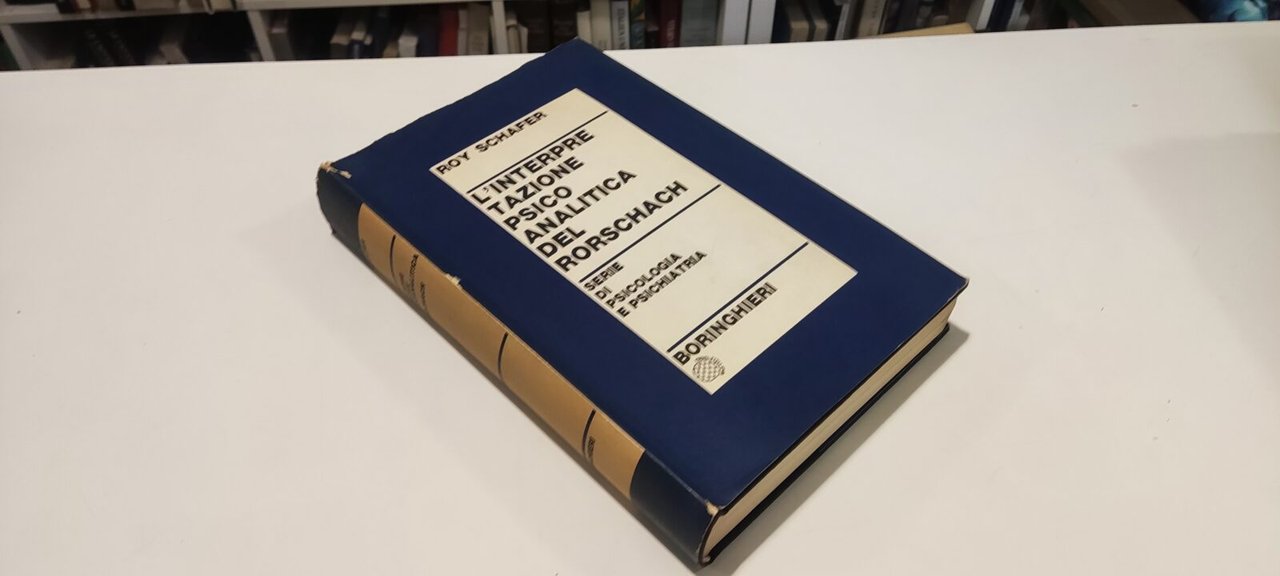 ROY SCHAFER
L'INTERPRE
TAZIONE
PSICO
ANALITICA
DEL
RORSCHACH
SERIE
DI
PSICOLOGIA
E PSICHIATRIA
BORINGHIERI